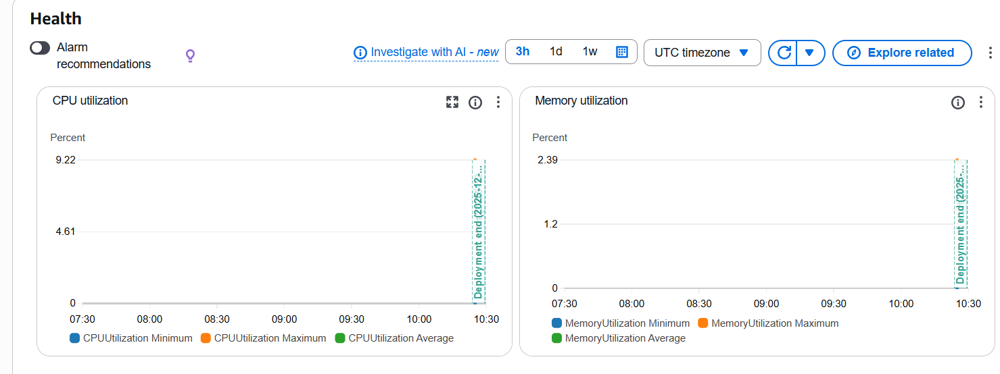 Health
Alarm
recommendations
Investigate with AI - new
3h 1d 1w
UTC timezone
Explore related
CPU utilization
Percent
9.22
4.61
0
Deployment end (2025-12-...
07:30 08:00 08:30 09:00 09:30 10:00 10:30
CPUUtilization Minimum CPUUtilization Maximum CPUUtilization Average
Memory utilization
Percent
2.39
1.2
0
Deployment end (2025-...
07:30 08:00 08:30 09:00 09:30 10:00 10:30
MemoryUtilization Minimum MemoryUtilization Maximum
MemoryUtilization Average